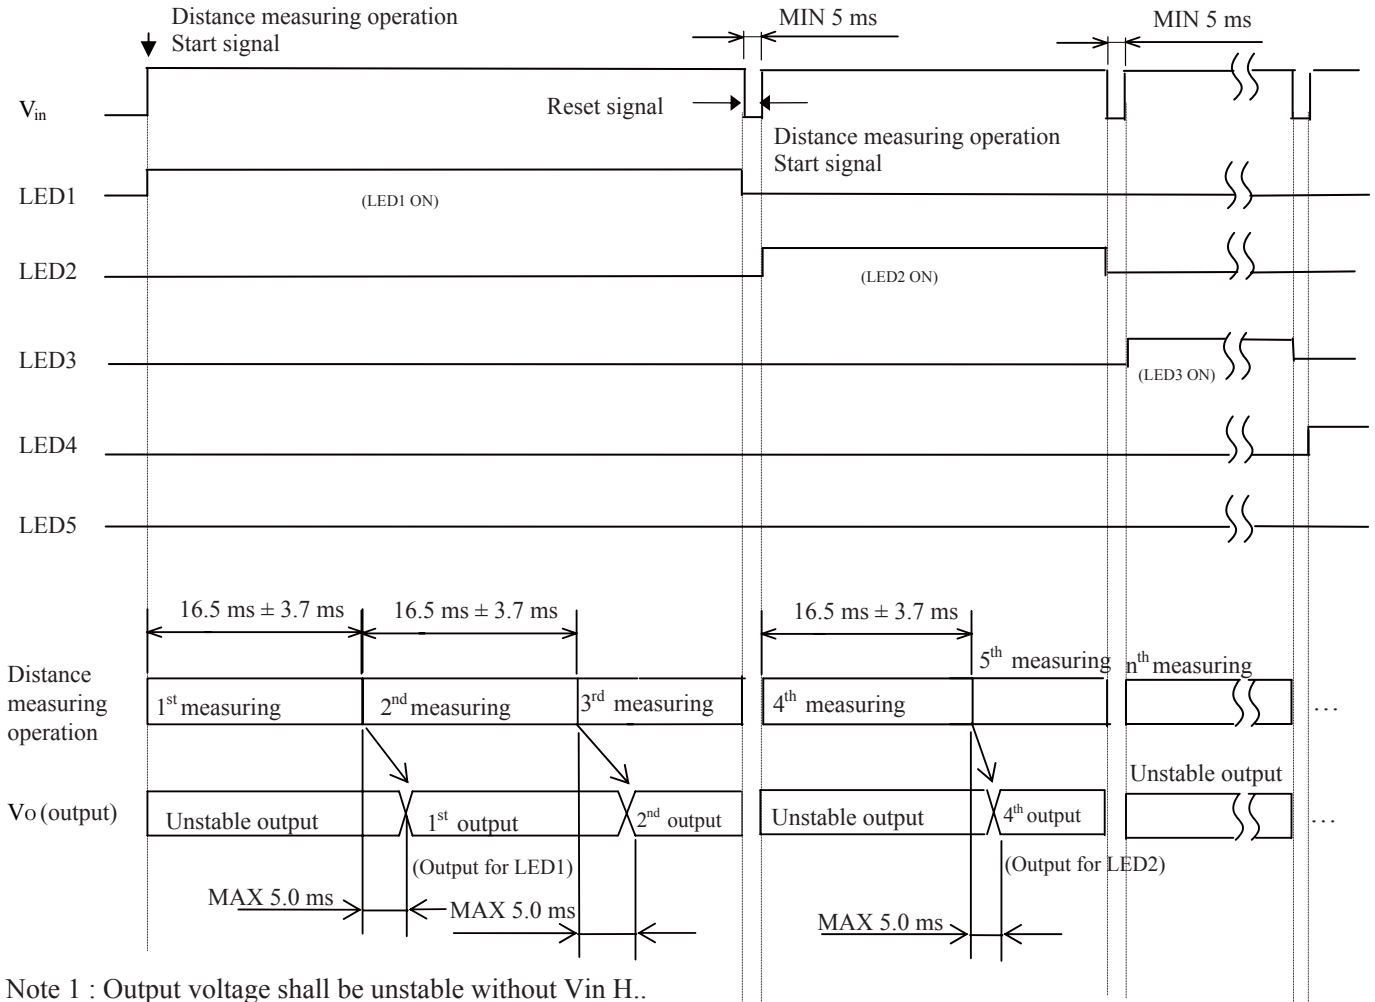 Distance measuring operation
Start signal
MIN 5 ms
MIN 5 ms
Vin
Reset signal
Distance measuring operation
Start signal
LED1
(LED1 ON)
LED2
(LED2 ON)
LED3
(LED3 ON)
LED4
LED5
16.5 ms ± 3.7 ms
16.5 ms ± 3.7 ms
16.5 ms ± 3.7 ms
Distance
measuring
operation
1st measuring
2nd measuring
3rd measuring
4th measuring
5th measuring
nth measuring
...
Vo (output)
Unstable output
1st output
2nd output
Unstable output
4th output
Unstable output
...
(Output for LED1)
(Output for LED2)
MAX 5.0 ms
MAX 5.0 ms
MAX 5.0 ms
Note 1 : Output voltage shall be unstable without Vin H..